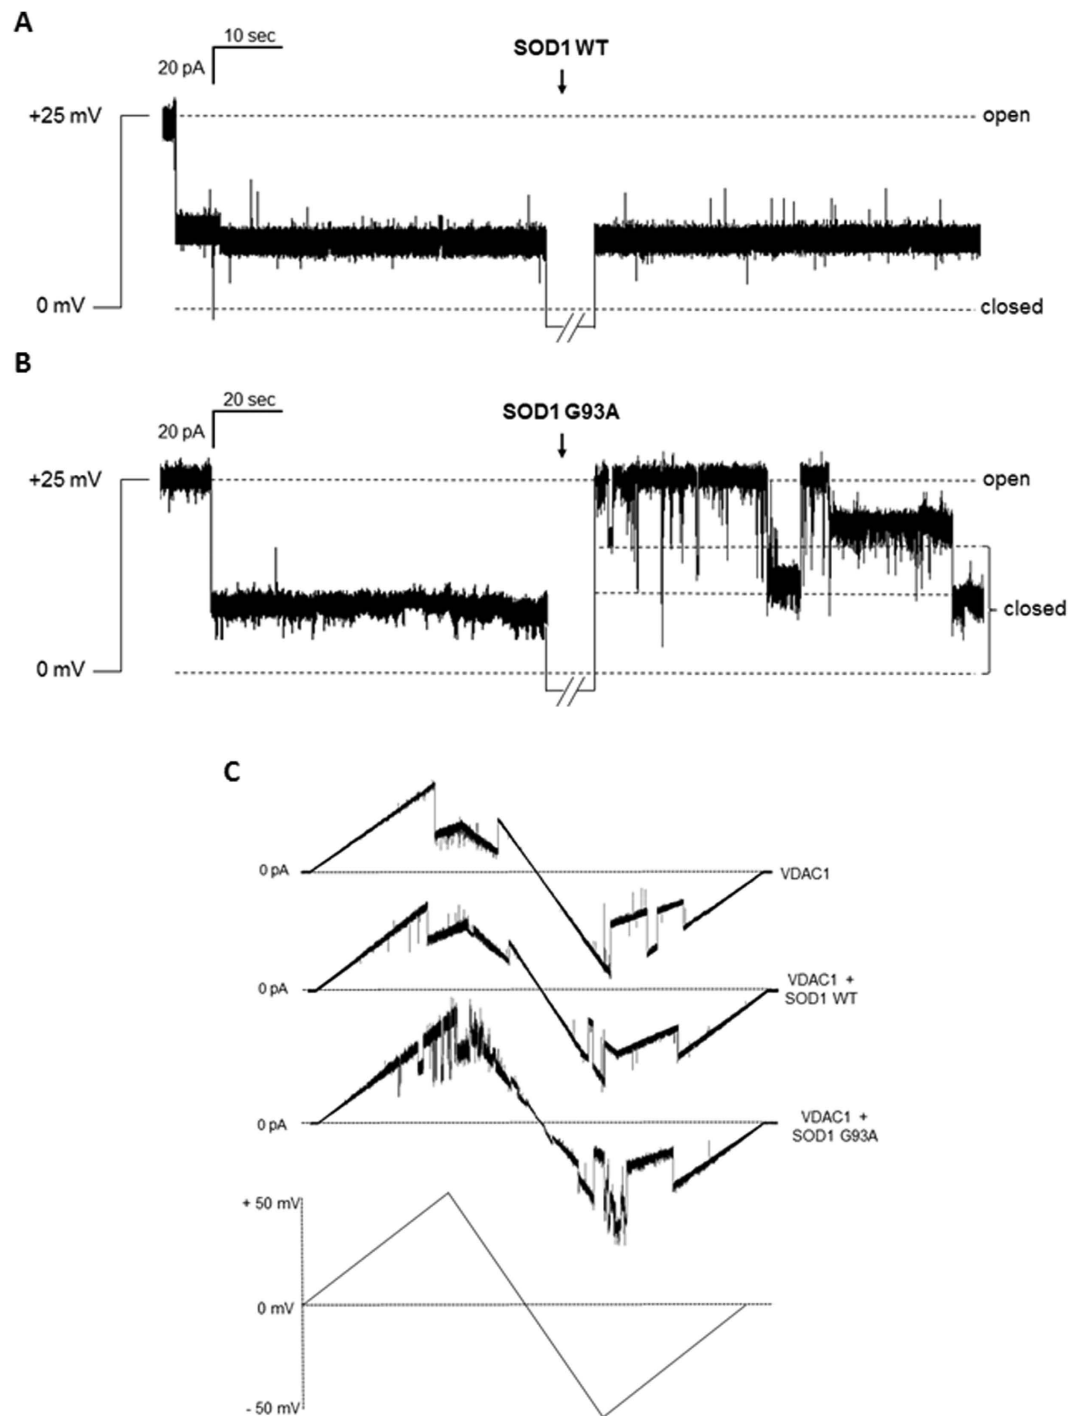 A
10 sec
SOD1 WT
20 pA
+25 mV
open
0 mV
closed
B
20 sec
SOD1 G93A
20 pA
+25 mV
open
closed
0 mV
C
0 pA
VDAC1
0 pA
VDAC1 +
SOD1 WT
0 pA
VDAC1 +
SOD1 G93A
+ 50 mV
0 mV
- 50 mV